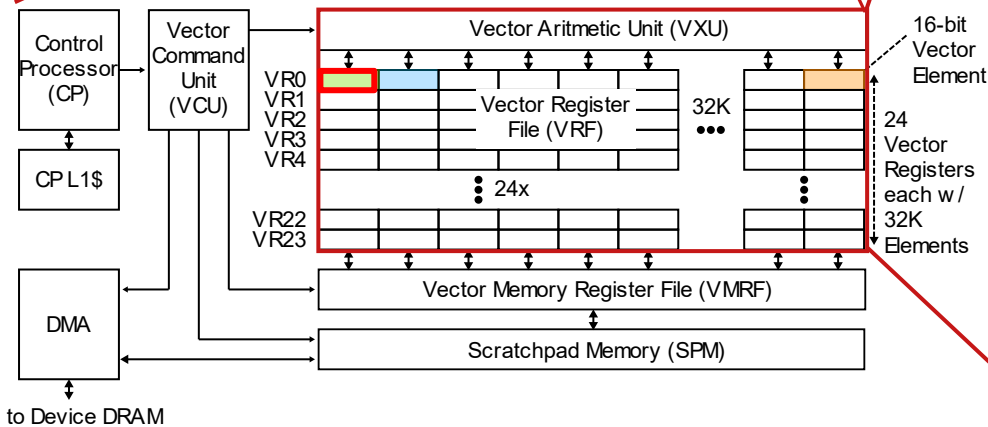 Control
Processor
(CP)
CP L1$
Vector
Command
Unit
(VCU)
Vector Aritmetic Unit (VXU)
VR0
VR1
VR2
VR3
VR4
VR22
VR23
Vector Register
File (VRF)
32K
24x
16-bit
Vector
Element
24
Vector
Registers
each w/
32K
Elements
Vector Memory Register File (VMRF)
DMA
Scratchpad Memory (SPM)
to Device DRAM